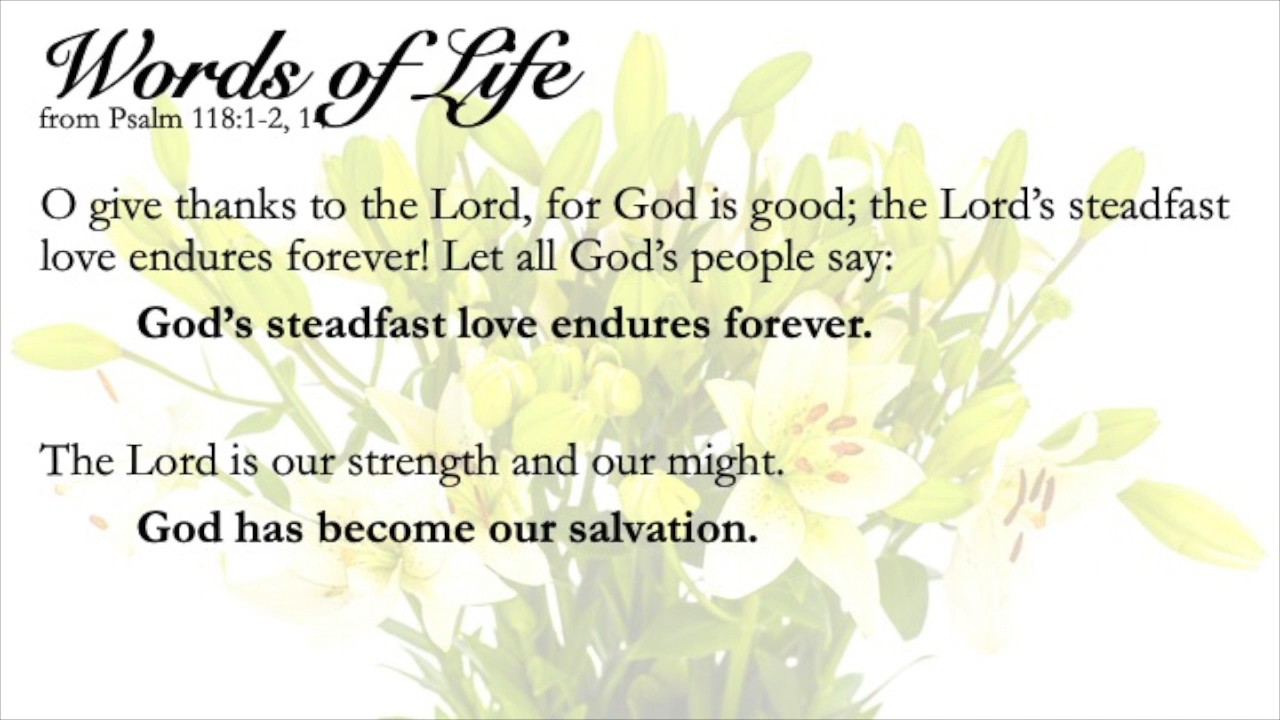 Words of Life
from Psalm 118:1-2,
O give thanks to the Lord, for God is good; the Lord’s steadfast
love endures forever! Let all God’s people say:
God’s steadfast love endures forever.
The Lord is our strength and our might.
God has become our salvation.